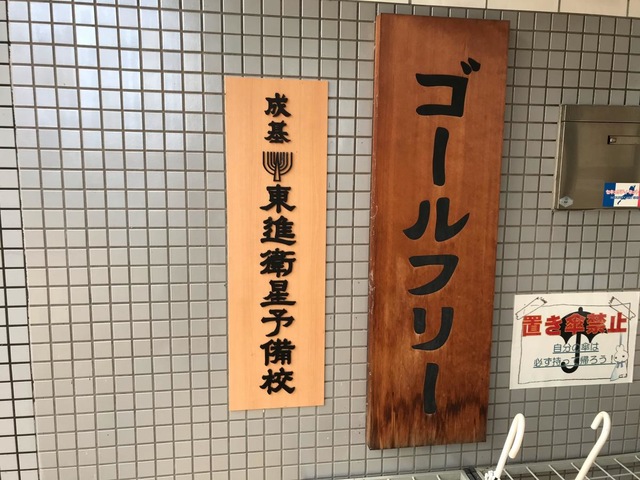 ゴールフリー
成基
東進衛星予備校
置き傘禁止
自分の傘は
必ず持って帰ろう！